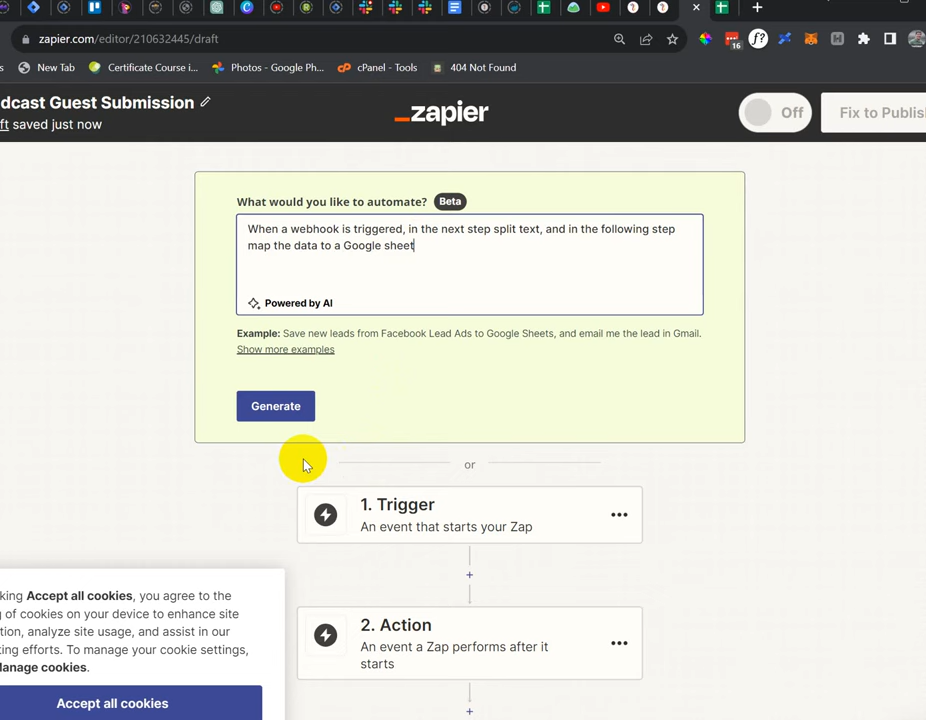 16
zapier.com/editor/210632445/draft
s New Tab Certificate Course i... Photos - Google Ph... cPanel - Tools 404 Not Found
dcast Guest Submission
ft saved just now
_zapier
Off
Fix to Publis
What would you like to automate? Beta
When a webhook is triggered, in the next step split text, and in the following step
map the data to a Google sheet
Powered by AI
Example: Save new leads from Facebook Lead Ads to Google Sheets, and email me the lead in Gmail.
Show more examples
Generate
or
1. Trigger
An event that starts your Zap
2. Action
An event a Zap performs after it
starts
king Accept all cookies, you agree to the
g of cookies on your device to enhance site
tion, analyze site usage, and assist in our
ting efforts. To manage your cookie settings,
anage cookies.
Accept all cookies